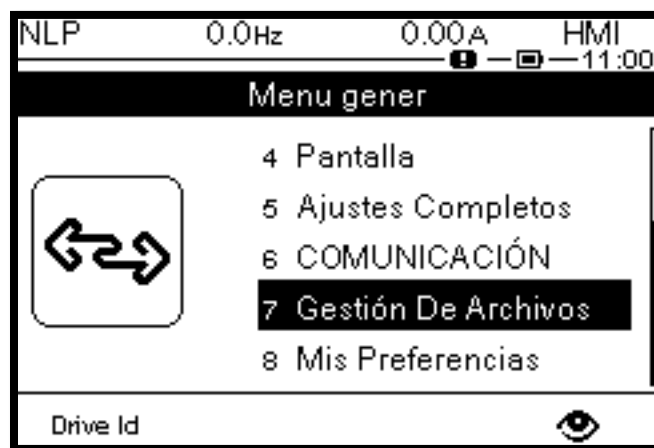 NLP 0.0Hz 0.00A HMI
11:00
Menu gener
4 Pantalla
5 Ajustes Completos
6 COMUNICACIÓN
7 Gestión De Archivos
8 Mis Preferencias
Drive Id